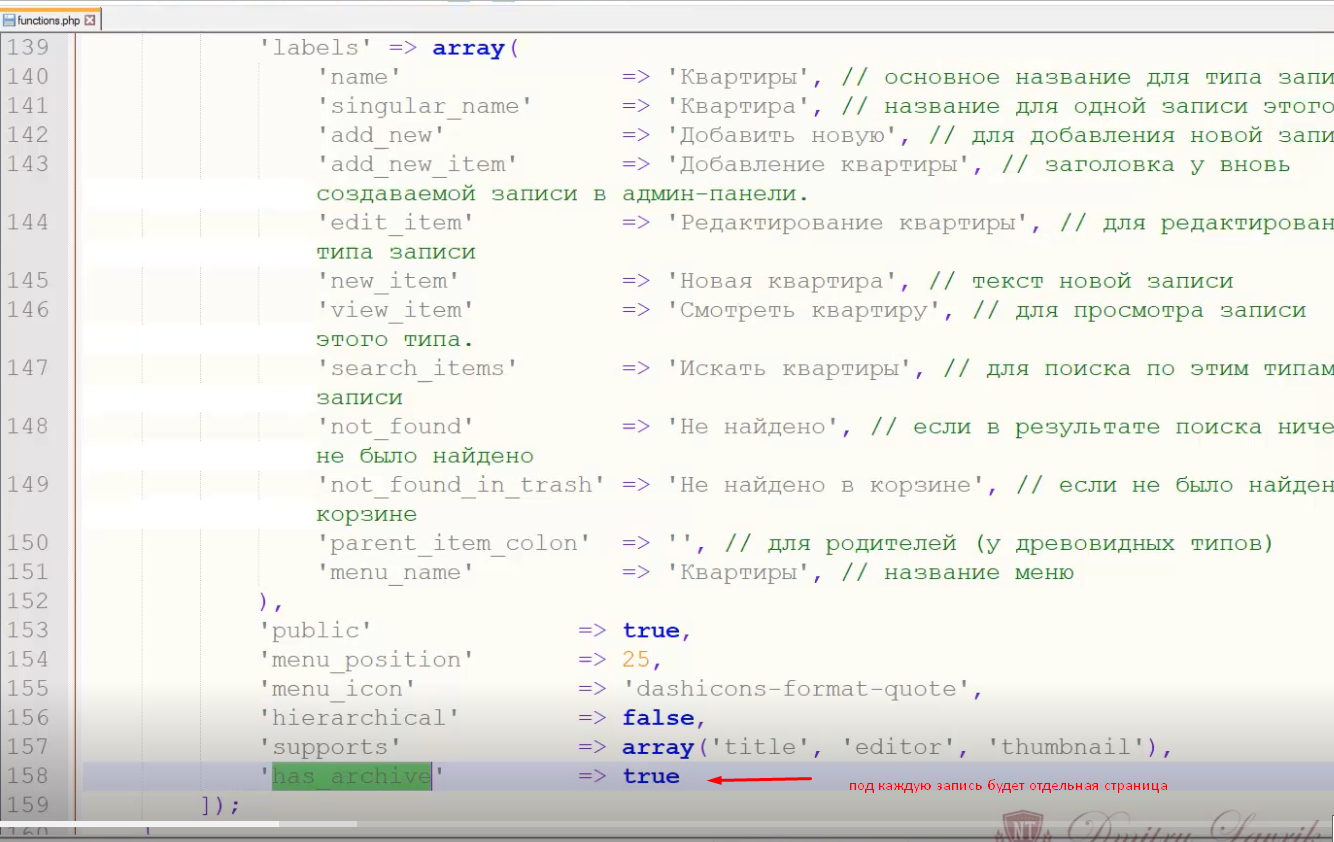 functions.php
139 'labels' => array(
140 'name' => 'Квартиры', // основное название для типа запи
141 'singular_name' => 'Квартира', // название для одной записи этого
142 'add_new' => 'Добавить новую', // для добавления новой запи
143 'add_new_item' => 'Добавление квартиры', // заголовка у вновь
создаваемой записи в админ-панели.
144 'edit_item' => 'Редактирование квартиры', // для редактирован
типа записи
145 'new_item' => 'Новая квартира', // текст новой записи
146 'view_item' => 'Смотреть квартиру', // для просмотра записи
этого типа.
147 'search_items' => 'Искать квартиры', // для поиска по этим типам
записи
148 'not_found' => 'Не найдено', // если в результате поиска ниче
не было найдено
149 'not_found_in_trash' => 'Не найдено в корзине', // если не было найден
корзине
150 'parent_item_colon' => '', // для родителей (у древовидных типов)
151 'menu_name' => 'Квартиры', // название меню
152 ),
153 'public' => true,
154 'menu_position' => 25,
155 'menu_icon' => 'dashicons-format-quote',
156 'hierarchical' => false,
157 'supports' => array('title', 'editor', 'thumbnail'),
158 'has_archive' => true
под каждую запись будет отдельная страница
159 ]);
160
NT Dmitry Lavrik